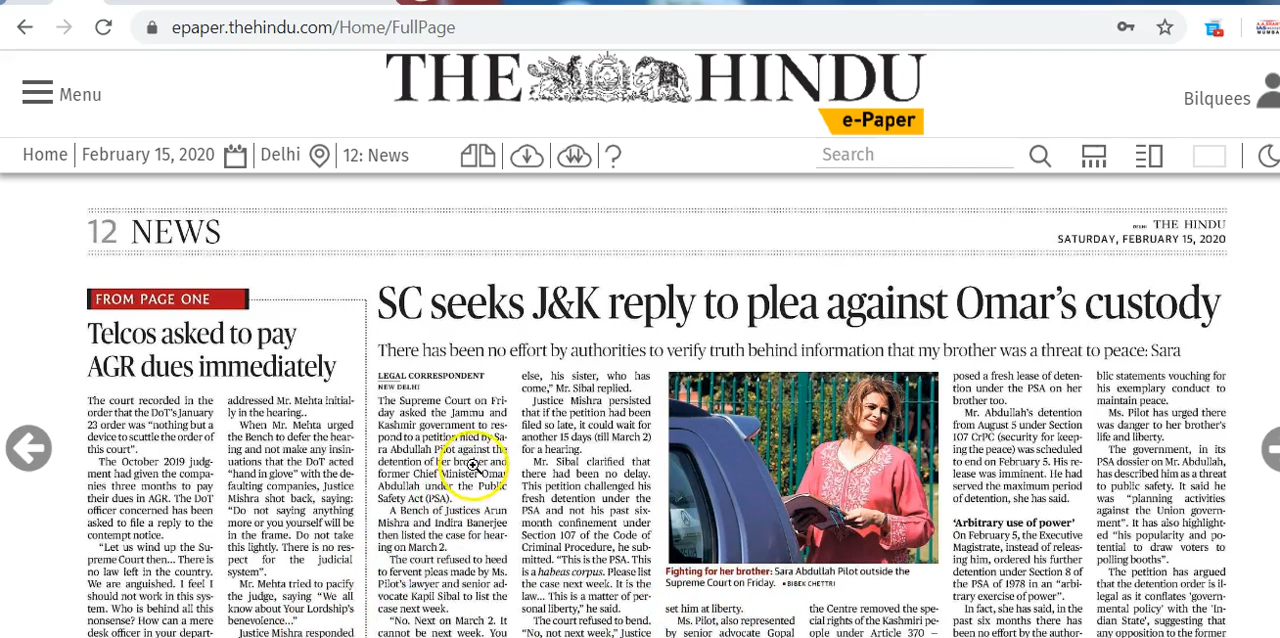 epaper.thehindu.com/Home/FullPage
Menu
THE HINDU
e-Paper
Bilquees
Home
February 15, 2020
Delhi
12: News
Search
12 NEWS
DELHI THE HINDU
SATURDAY, FEBRUARY 15, 2020
FROM PAGE ONE
Telcos asked to pay
AGR dues immediately
The court recorded in the
order that the DoT's January
23 order was "nothing but a
device to scuttle the order of
this court".
The October 2019 judg-
ment had given the compa-
nies three months to pay
their dues in AGR. The DoT
officer concerned has been
asked to file a reply to the
contempt notice.
"Let us wind up the Su-
preme Court then... There is
no law left in the country.
We are anguished. I feel I
should not work in this sys-
tem. Who is behind all this
nonsense? How can a mere
desk officer in your depart-
addressed Mr. Mehta initial-
ly in the hearing..
When Mr. Mehta urged
the Bench to defer the hear-
ing and not make any insin-
uations that the DoT acted
"hand in glove" with the de-
faulting companies, Justice
Mishra shot back, saying:
"Do not saying anything
more or you yourself will be
in the frame. Do not take
this lightly. There is no res-
pect for the judicial
system".
Mr. Mehta tried to pacify
the judge, saying "We all
know about Your Lordship's
benevolence..."
Justice Mishra responded
SC seeks J&K reply to plea against Omar's custody
There has been no effort by authorities to verify truth behind information that my brother was a threat to peace: Sara
LEGAL CORRESPONDENT
NEW DELHI
The Supreme Court on Fri-
day asked the Jammu and
Kashmir government to res-
pond to a petition filed by Sa-
ra Abdullah Pilot against the
detention of her brother and
former Chief Minister Omar
Abdullah under the Public
Safety Act (PSA).
A Bench of Justices Arun
Mishra and Indira Banerjee
then listed the case for hear-
ing on March 2.
The court refused to heed
to fervent pleas made by Ms.
Pilot's lawyer and senior ad-
vocate Kapil Sibal to list the
case next week.
"No. Next on March 2. It
cannot be next week. You
else, his sister, who has
come," Mr. Sibal replied.
Justice Mishra persisted
that if the petition had been
filed so late, it could wait for
another 15 days (till March 2)
for a hearing.
Mr. Sibal clarified that
there had been no delay.
This petition challenged his
fresh detention under the
PSA and not his past six-
month confinement under
Section 107 of the Code of
Criminal Procedure, he sub-
mitted. "This is the PSA. This
is a habeas corpus. Please list
the case next week. It is the
law... This is a matter of per-
sonal liberty," he said.
The court refused to bend.
"No, not next week," Justice
Fighting for her brother: Sara Abdullah Pilot outside the
Supreme Court on Friday. • BIBEK CHETTRI
set him at liberty.
Ms. Pilot, also represented
by senior advocate Gopal
the Centre removed the spe-
cial rights of the Kashmiri pe-
ople under Article 370 –
posed a fresh lease of deten-
tion under the PSA on her
brother too.
Mr. Abdullah's detention
from August 5 under Section
107 CrPC (security for keep-
ing the peace) was scheduled
to end on February 5. His re-
lease was imminent. He had
served the maximum period
of detention, she has said.
'Arbitrary use of power'
On February 5, the Executive
Magistrate, instead of releas-
ing him, ordered his further
detention under Section 8 of
the PSA of 1978 in an "arbi-
trary exercise of power".
In fact, she has said, in the
past six months there has
been no effort by the author-
blic statements vouching for
his exemplary conduct to
maintain peace.
Ms. Pilot has urged there
was danger to her brother's
life and liberty.
The government, in its
PSA dossier on Mr. Abdullah,
has described him as a threat
to public safety. It said he
was "planning activities
against the Union govern-
ment". It has also highlight-
ed "his popularity and po-
tential to draw voters to
polling booths".
The petition has argued
that the detention order is il-
legal as it conflates 'govern-
mental policy' with the 'In-
dian State', suggesting that